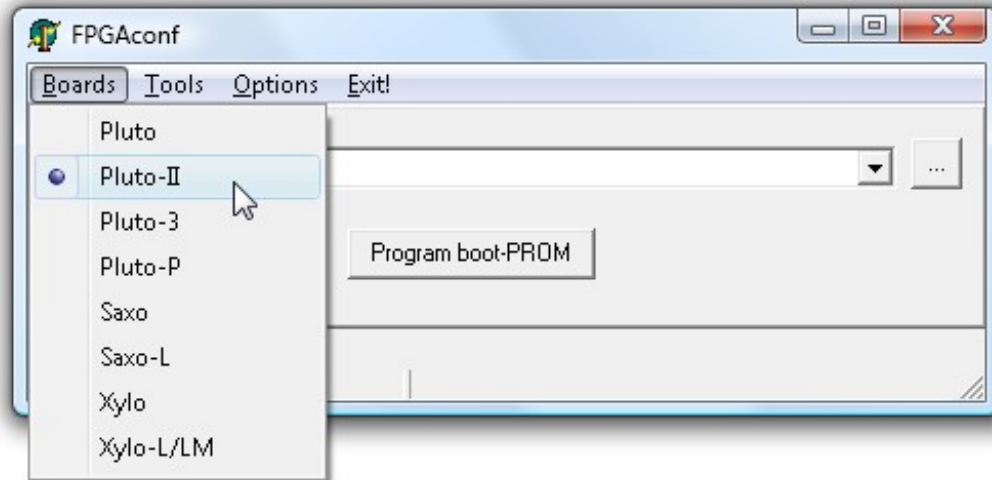 FPGAconf
Boards Tools Options Exit!
Pluto
Pluto-II
...
Pluto-3
Program boot-PROM
Pluto-P
Saxo
Saxo-L
Xylo
Xylo-L/LM